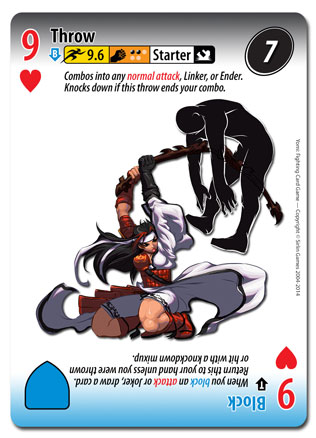 9 Throw
B 9.6 Starter
7
Combos into any normal attack, Linker, or Ender.
Knocks down if this throw ends your combo.
Yomi: Fighting Card Game — Copyright © Sirlin Games 2004-2014
9 Block
When you block an attack or Joker, draw a card.
Return this to your hand unless you were thrown
or hit with a knockdown mixup.